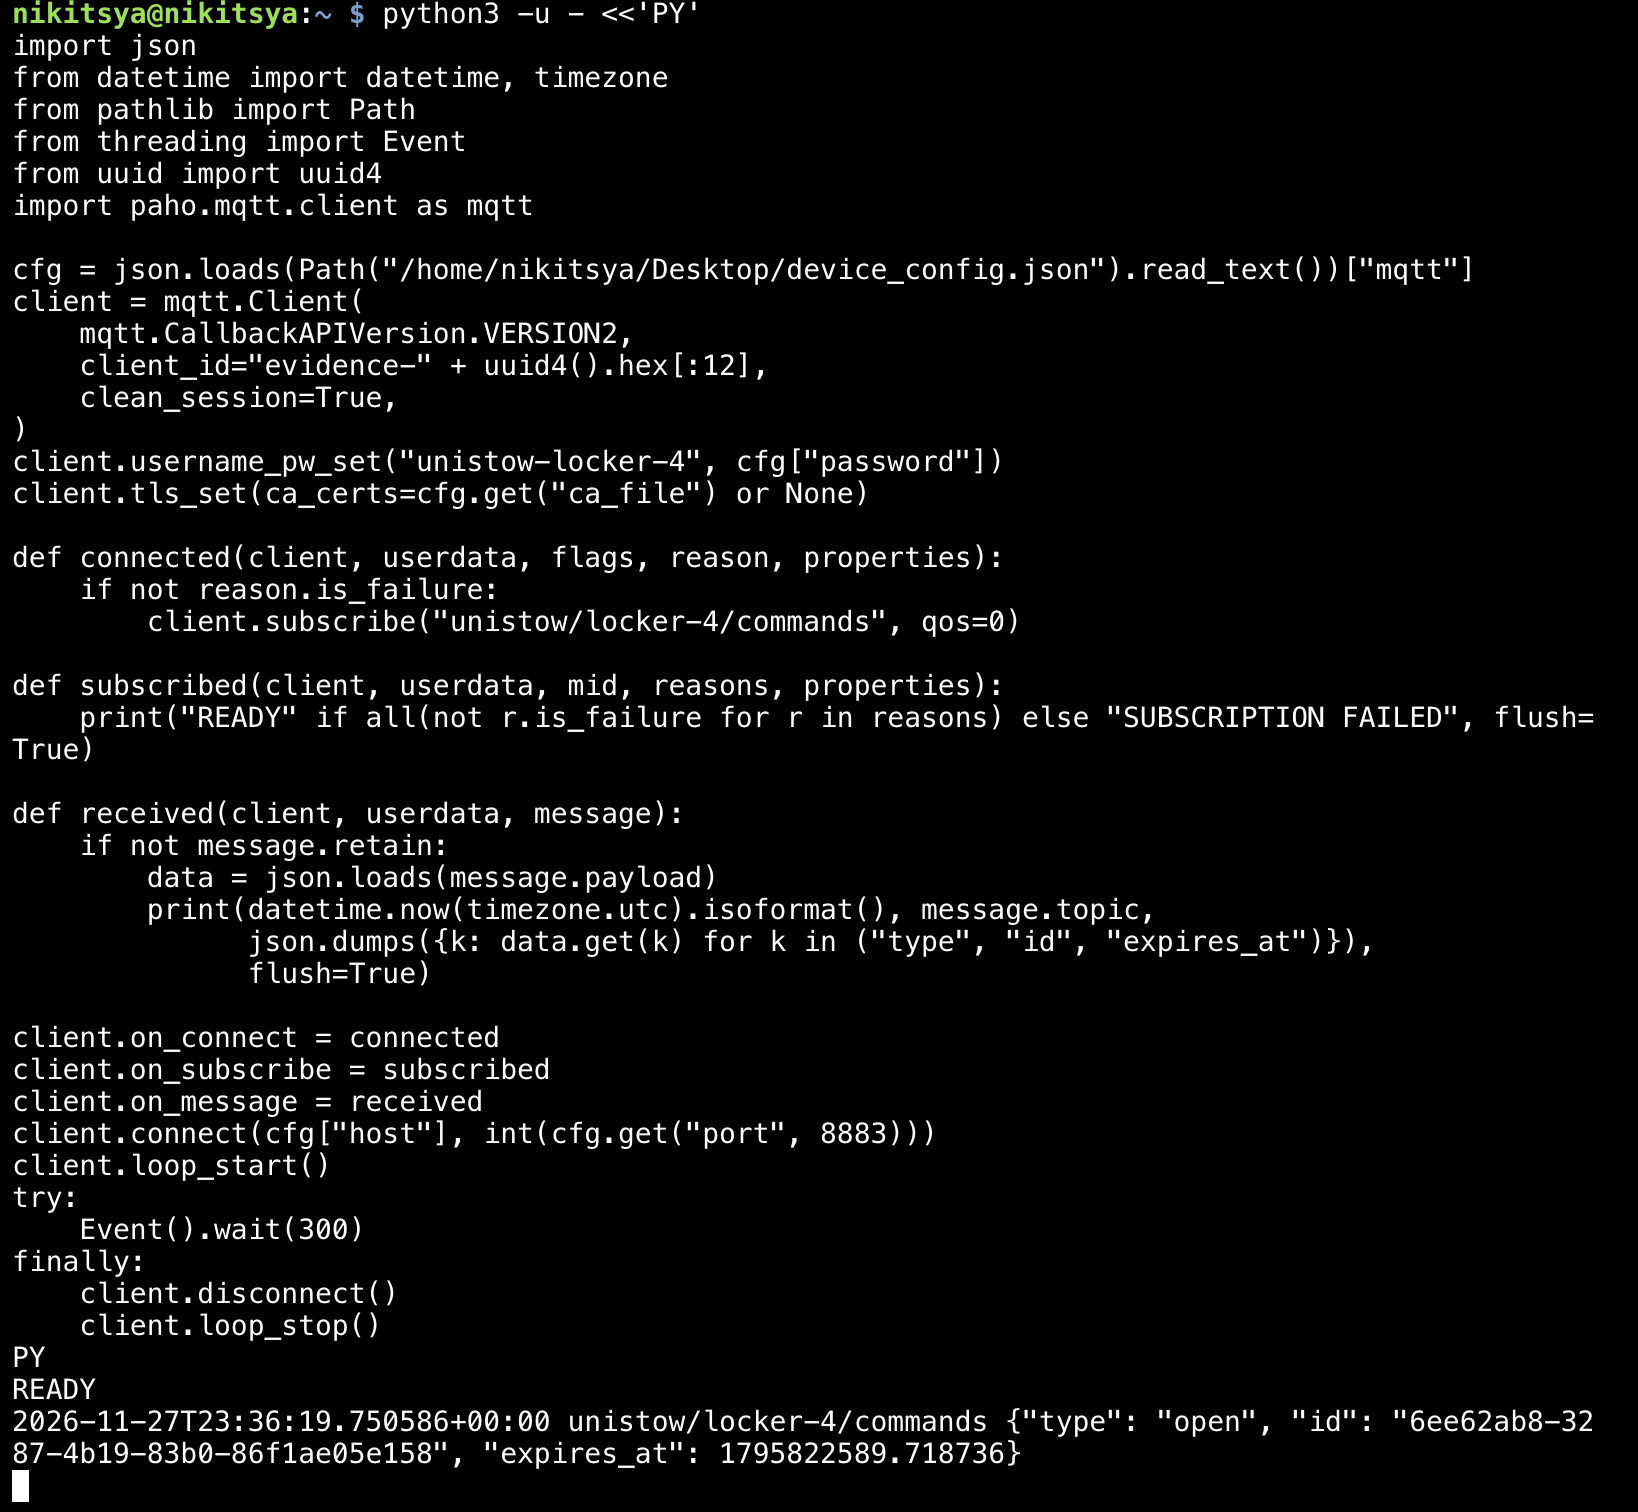 nikitsya@nikitsya:~ $ python3 -u - <<'PY'
import json
from datetime import datetime, timezone
from pathlib import Path
from threading import Event
from uuid import uuid4
import paho.mqtt.client as mqtt

cfg = json.loads(Path("/home/nikitsya/Desktop/device_config.json").read_text())["mqtt"]
client = mqtt.Client(
    mqtt.CallbackAPIVersion.VERSION2,
    client_id="evidence-" + uuid4().hex[:12],
    clean_session=True,
)
client.username_pw_set("unistow-locker-4", cfg["password"])
client.tls_set(ca_certs=cfg.get("ca_file") or None)

def connected(client, userdata, flags, reason, properties):
    if not reason.is_failure:
        client.subscribe("unistow/locker-4/commands", qos=0)

def subscribed(client, userdata, mid, reasons, properties):
    print("READY" if all(not r.is_failure for r in reasons) else "SUBSCRIPTION FAILED", flush=
True)

def received(client, userdata, message):
    if not message.retain:
        data = json.loads(message.payload)
        print(datetime.now(timezone.utc).isoformat(), message.topic,
              json.dumps({k: data.get(k) for k in ("type", "id", "expires_at")}),
              flush=True)

client.on_connect = connected
client.on_subscribe = subscribed
client.on_message = received
client.connect(cfg["host"], int(cfg.get("port", 8883)))
client.loop_start()
try:
    Event().wait(300)
finally:
    client.disconnect()
    client.loop_stop()
PY
READY
2026-11-27T23:36:19.750586+00:00 unistow/locker-4/commands {"type": "open", "id": "6ee62ab8-32
87-4b19-83b0-86f1ae05e158", "expires_at": 1795822589.718736}